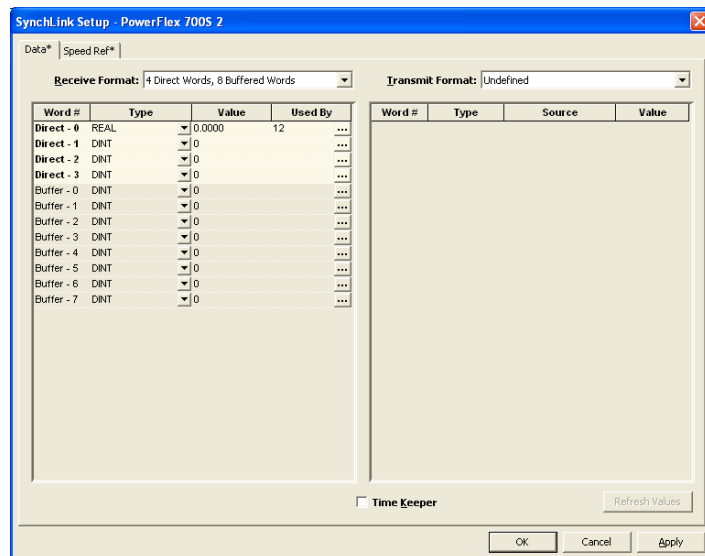 SynchLink Setup - PowerFlex 700S 2
Data* Speed Ref*
Receive Format: 4 Direct Words, 8 Buffered Words Transmit Format: Undefined
Word # Type Value Used By Word # Type Source Value
Direct - 0 REAL 0.0000 12 ...
Direct - 1 DINT 0 ...
Direct - 2 DINT 0 ...
Direct - 3 DINT 0 ...
Buffer - 0 DINT 0 ...
Buffer - 1 DINT 0 ...
Buffer - 2 DINT 0 ...
Buffer - 3 DINT 0 ...
Buffer - 4 DINT 0 ...
Buffer - 5 DINT 0 ...
Buffer - 6 DINT 0 ...
Buffer - 7 DINT 0 ...
Time Keeper Refresh Values
OK Cancel Apply